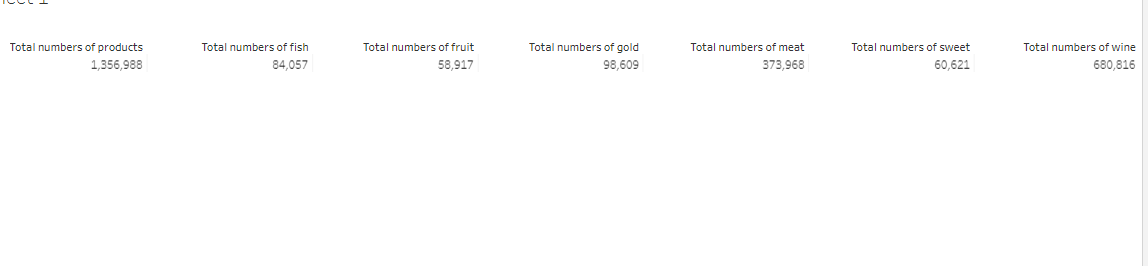 Total numbers of products Total numbers of fish Total numbers of fruit Total numbers of gold Total numbers of meat Total numbers of sweet Total numbers of wine
1,356,988 84,057 58,917 98,609 373,968 60,621 680,816